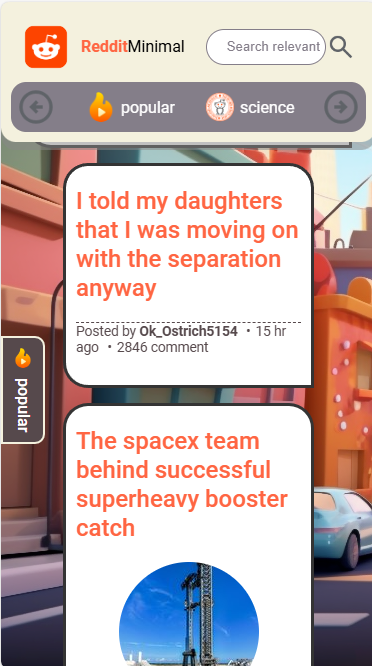 RedditMinimal
Search relevant
popular
science
I told my daughters
that I was moving on
with the separation
anyway
Posted by Ok_Ostrich5154 • 15 hr
ago • 2846 comment
popular
The spacex team
behind successful
superheavy booster
catch